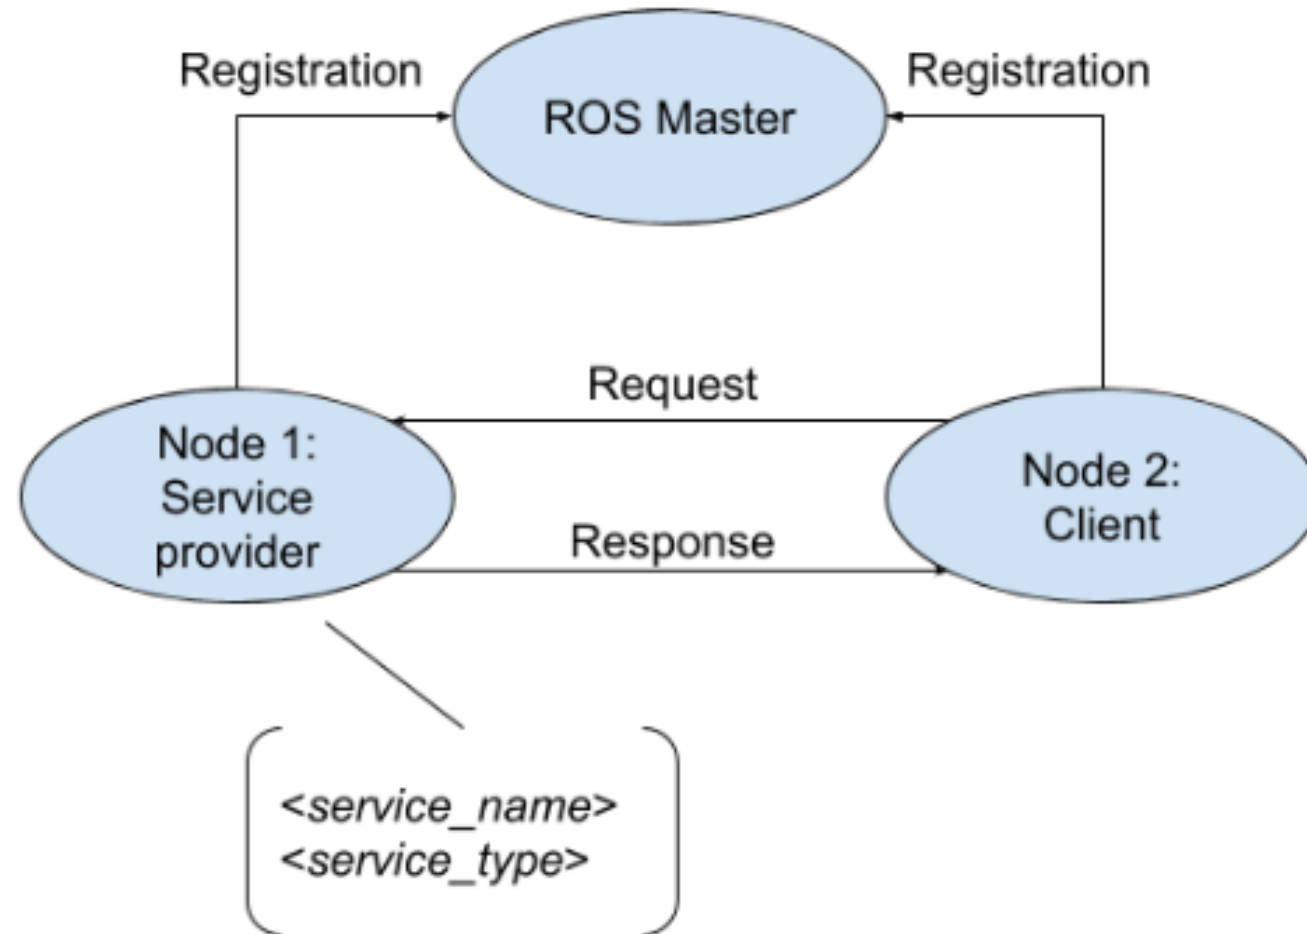 Registration
ROS Master
Registration
Request
Node 1:
Service
provider
Node 2:
Client
Response
<service_name>
<service_type>